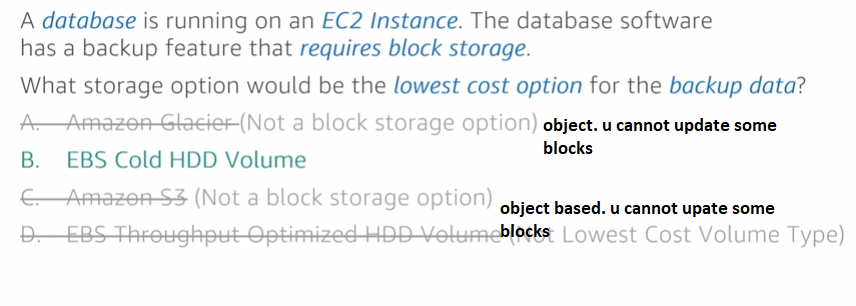 A database is running on an EC2 Instance. The database software
has a backup feature that requires block storage.
What storage option would be the lowest cost option for the backup data?
A. Amazon Glacier (Not a block storage option) object. u cannot update some
blocks
B. EBS Cold HDD Volume
C. Amazon S3 (Not a block storage option)
object based. u cannot upate some
blocks
D. EBS Throughput Optimized HDD Volume (Not Lowest Cost Volume Type)